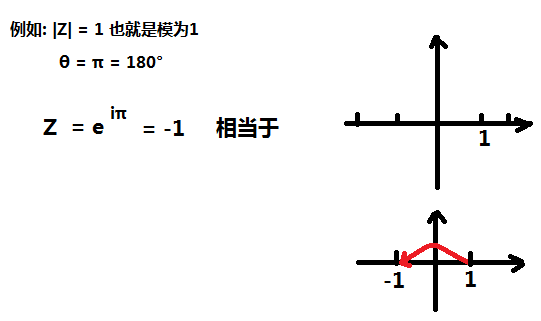 例如: |Z| = 1 也就是模为1
θ = π = 180°
Z = e^iπ = -1 相当于
1
-1 1